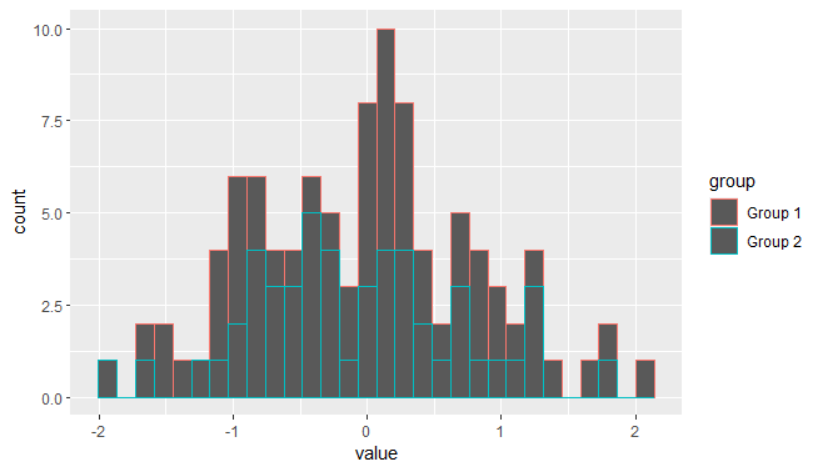 10.0
7.5
5.0
2.5
0.0
count
-2 -1 0 1 2
value
group
Group 1
Group 2